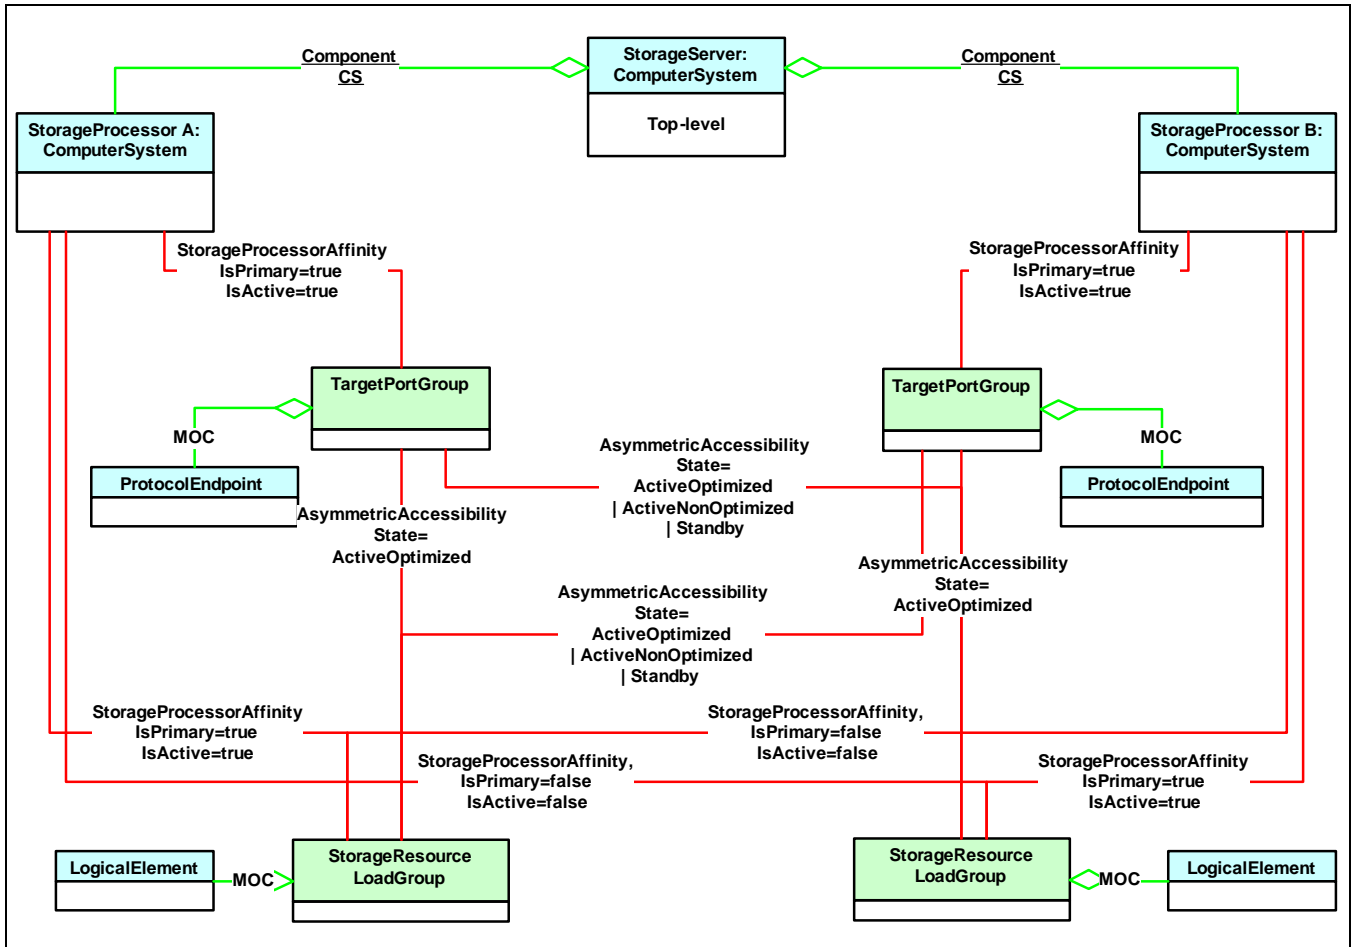 Component
CS
StorageServer:
ComputerSystem
Top-level
Component
CS
StorageProcessor A:
ComputerSystem
StorageProcessor B:
ComputerSystem
StorageProcessorAffinity
IsPrimary=true
IsActive=true
StorageProcessorAffinity
IsPrimary=true
IsActive=true
TargetPortGroup
TargetPortGroup
MOC
MOC
ProtocolEndpoint
ProtocolEndpoint
AsymmetricAccessibility
State=
ActiveOptimized
| ActiveNonOptimized
| Standby
AsymmetricAccessibility
State=
ActiveOptimized
AsymmetricAccessibility
State=
ActiveOptimized
AsymmetricAccessibility
State=
ActiveOptimized
| ActiveNonOptimized
| Standby
StorageProcessorAffinity
IsPrimary=true
IsActive=true
StorageProcessorAffinity,
IsPrimary=false
IsActive=false
StorageProcessorAffinity,
IsPrimary=false
IsActive=false
StorageProcessorAffinity
IsPrimary=true
IsActive=true
LogicalElement
MOC
StorageResource
LoadGroup
StorageResource
LoadGroup
MOC
LogicalElement